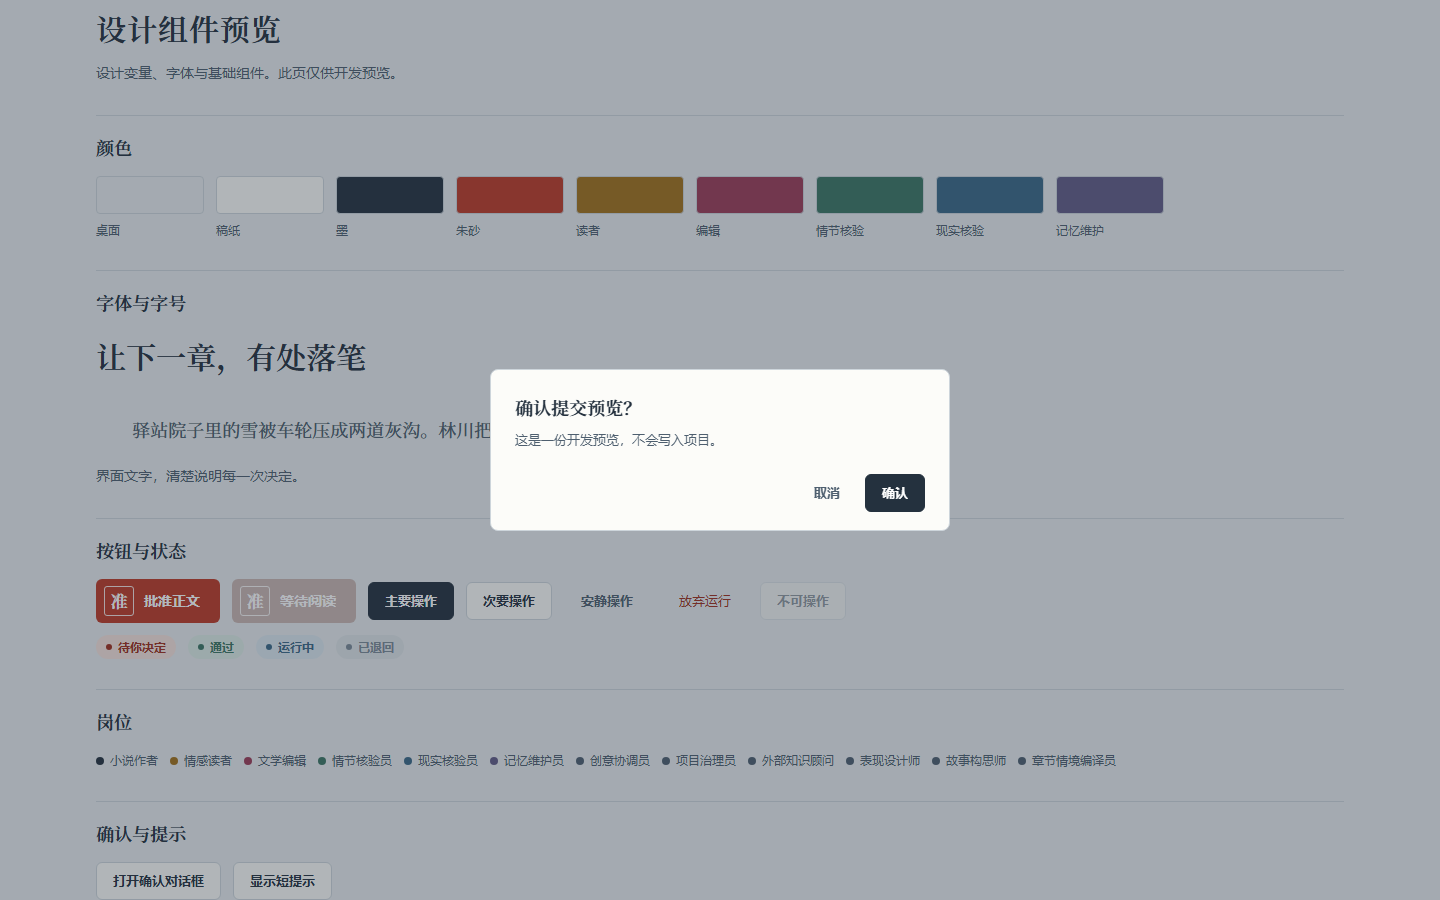 设计组件预览
设计变量、字体与基础组件。此页仅供开发预览。
颜色
桌面 稿纸 墨 朱砂 读者 编辑 情节核验 现实核验 记忆维护
字体与字号
让下一章，有处落笔
驿站院子里的雪被车轮压成两道灰沟。林川把
界面文字，清楚说明每一次决定。
确认提交预览？
这是一份开发预览，不会写入项目。
取消 确认
按钮与状态
准 批准正文 准 等待阅读 主要操作 次要操作 安静操作 放弃运行 不可操作
待你决定 通过 运行中 已退回
岗位
小说作者 情感读者 文学编辑 情节核验员 现实核验员 记忆维护员 创意协调员 项目治理员 外部知识顾问 表现设计师 故事构思师 章节情境编译员
确认与提示
打开确认对话框 显示短提示